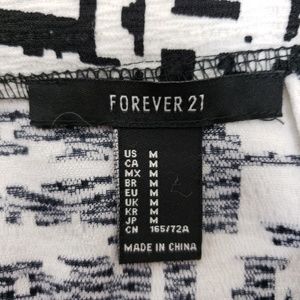 FOREVER 21
US M
CA M
MX M
BR M
EU M
UK M
KR M
JP M
CN 165/72A
MADE IN CHINA